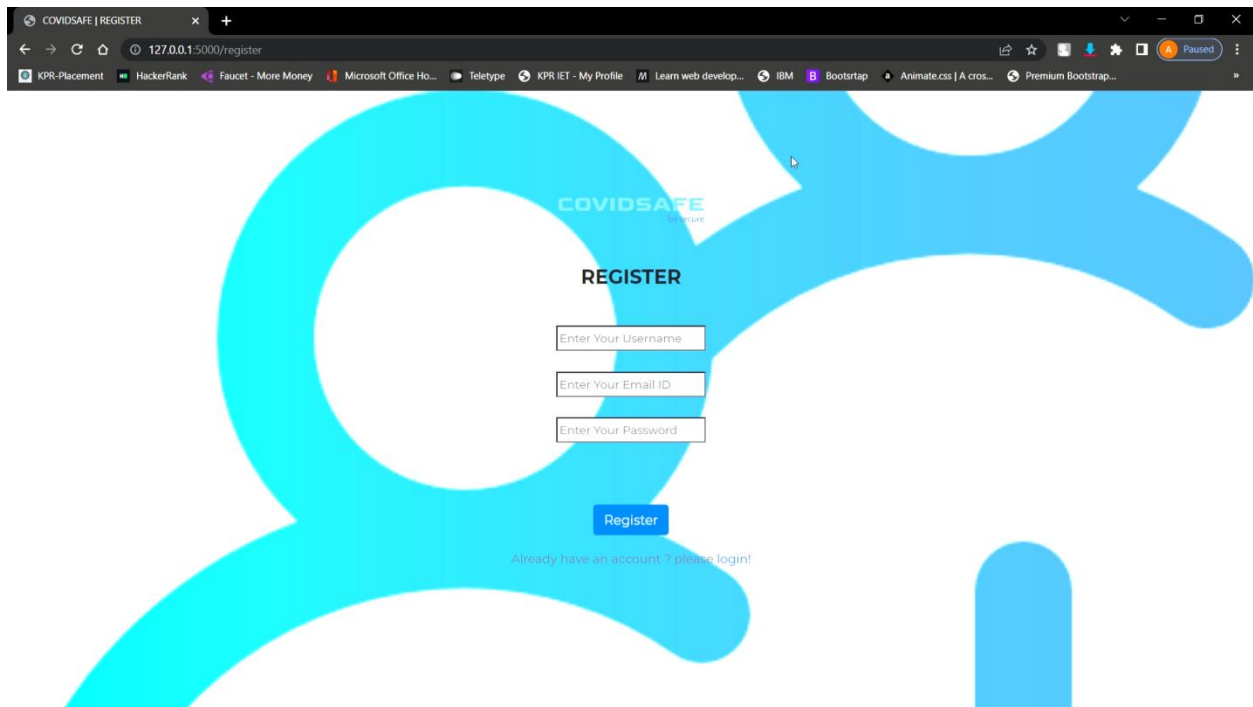 COVIDSAFE | REGISTER
127.0.0.1:5000/register
A Paused
KPR-Placement HackerRank Faucet - More Money Microsoft Office Ho... Teletype KPR IET - My Profile Learn web develop... IBM B Bootsrtap a Animate.css | A cros... Premium Bootstrap... »
COVIDSAFE
be secure
REGISTER
Enter Your Username
Enter Your Email ID
Enter Your Password
Register
Already have an account ? please login!